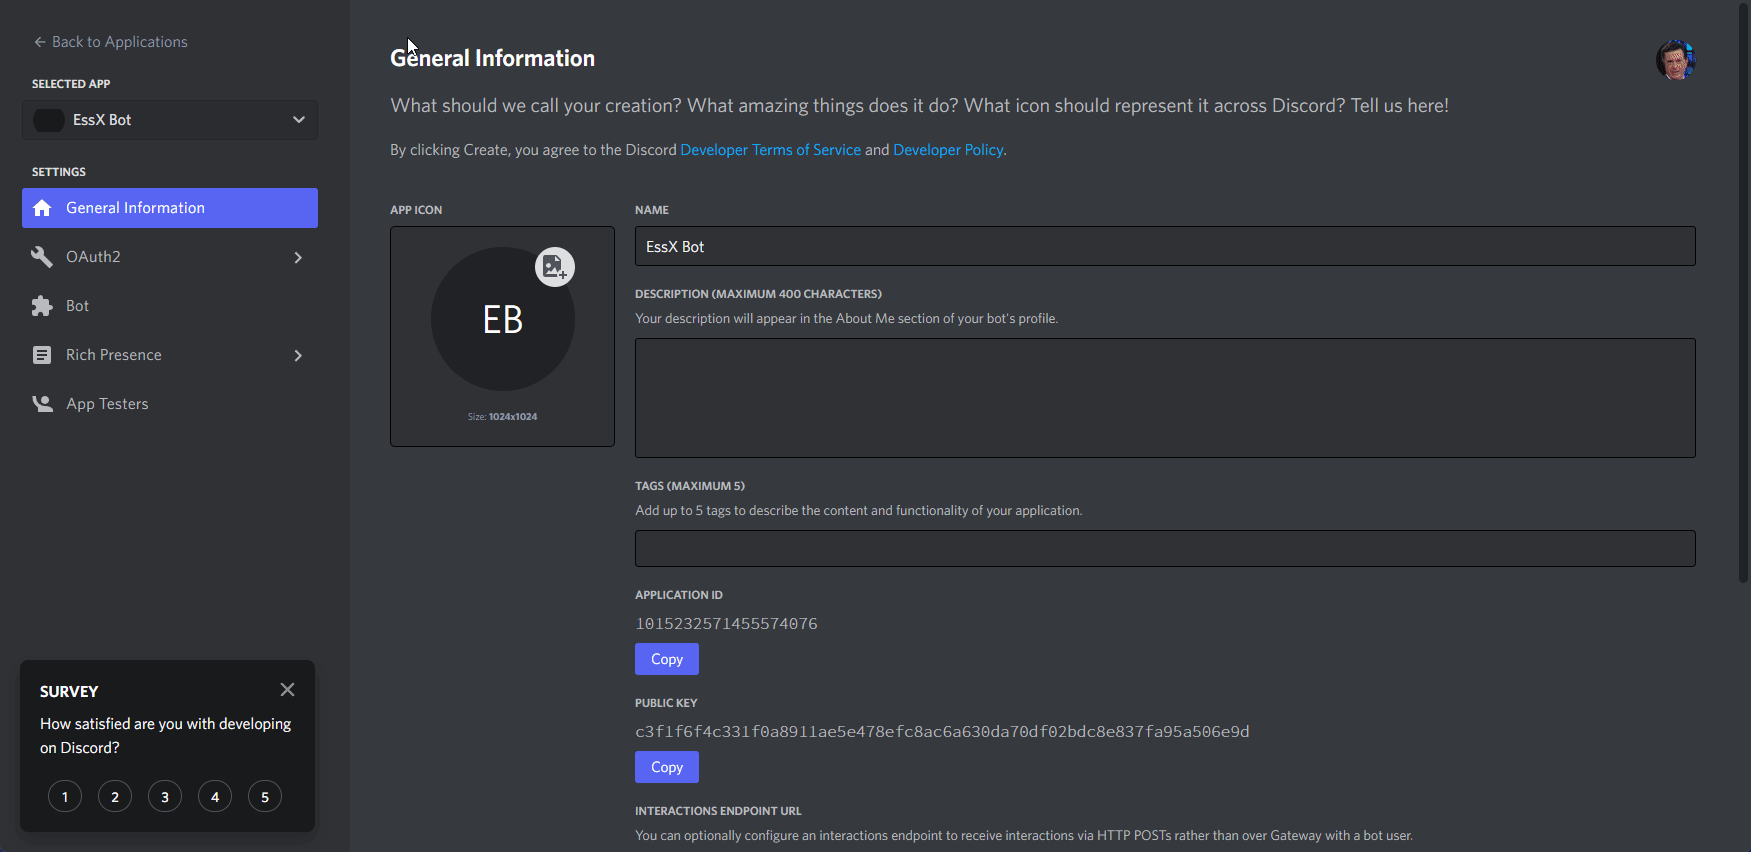 Back to Applications
SELECTED APP
EssX Bot
SETTINGS
General Information
OAuth2
Bot
Rich Presence
App Testers
SURVEY
How satisfied are you with developing
on Discord?
1 2 3 4 5
General Information
What should we call your creation? What amazing things does it do? What icon should represent it across Discord? Tell us here!
By clicking Create, you agree to the Discord Developer Terms of Service and Developer Policy.
APP ICON
EB
Size: 1024x1024
NAME
EssX Bot
DESCRIPTION (MAXIMUM 400 CHARACTERS)
Your description will appear in the About Me section of your bot's profile.
TAGS (MAXIMUM 5)
Add up to 5 tags to describe the content and functionality of your application.
APPLICATION ID
1015232571455574076
Copy
PUBLIC KEY
c3f1f6f4c331f0a8911ae5e478efc8ac6a630da70df02bdc8e837fa95a506e9d
Copy
INTERACTIONS ENDPOINT URL
You can optionally configure an interactions endpoint to receive interactions via HTTP POSTs rather than over Gateway with a bot user.